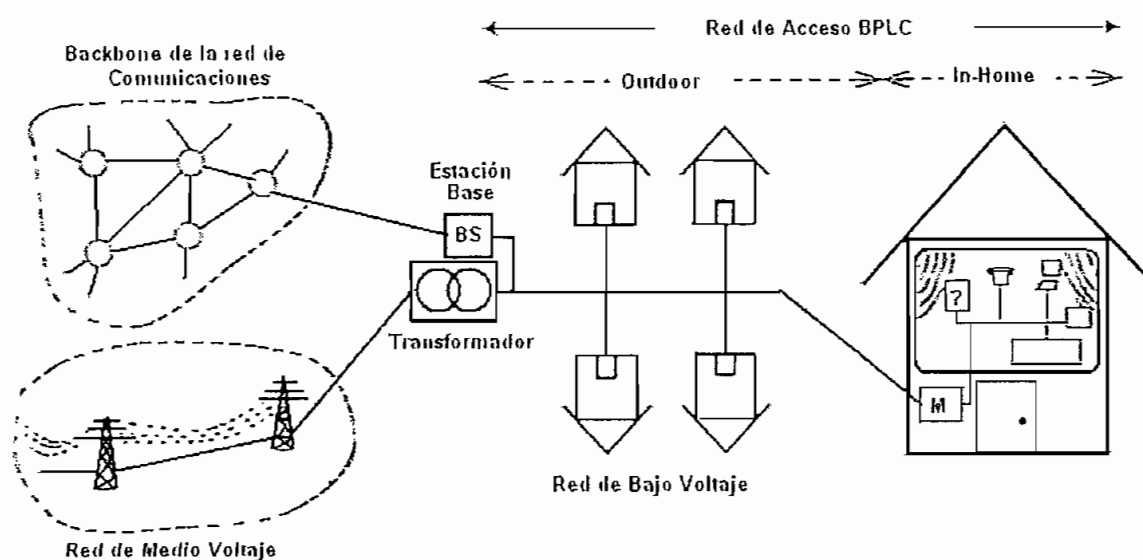 Red de Acceso BPLC
Backbone de la red de
Comunicaciones
Outdoor
In-Home
Estación
Base
BS
Transformador
?
M
Red de Bajo Voltaje
Red de Medio Voltaje